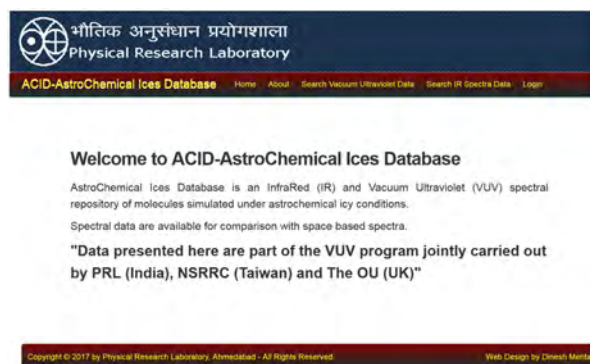 भौतिक अनुसंधान प्रयोगशाला
Physical Research Laboratory
ACID-AstroChemical Ices Database Home About Search Vacuum Ultraviolet Data Search IR Spectra Data Login
Welcome to ACID-AstroChemical Ices Database
AstroChemical Ices Database is an InfraRed (IR) and Vacuum Ultraviolet (VUV) spectral
repository of molecules simulated under astrochemical icy conditions.
Spectral data are available for comparison with space based spectra.
"Data presented here are part of the VUV program jointly carried out
by PRL (India), NSRRC (Taiwan) and The OU (UK)"
Copyright © 2017 by Physical Research Laboratory, Ahmedabad - All Rights Reserved. Web Design by Dinesh Mehta